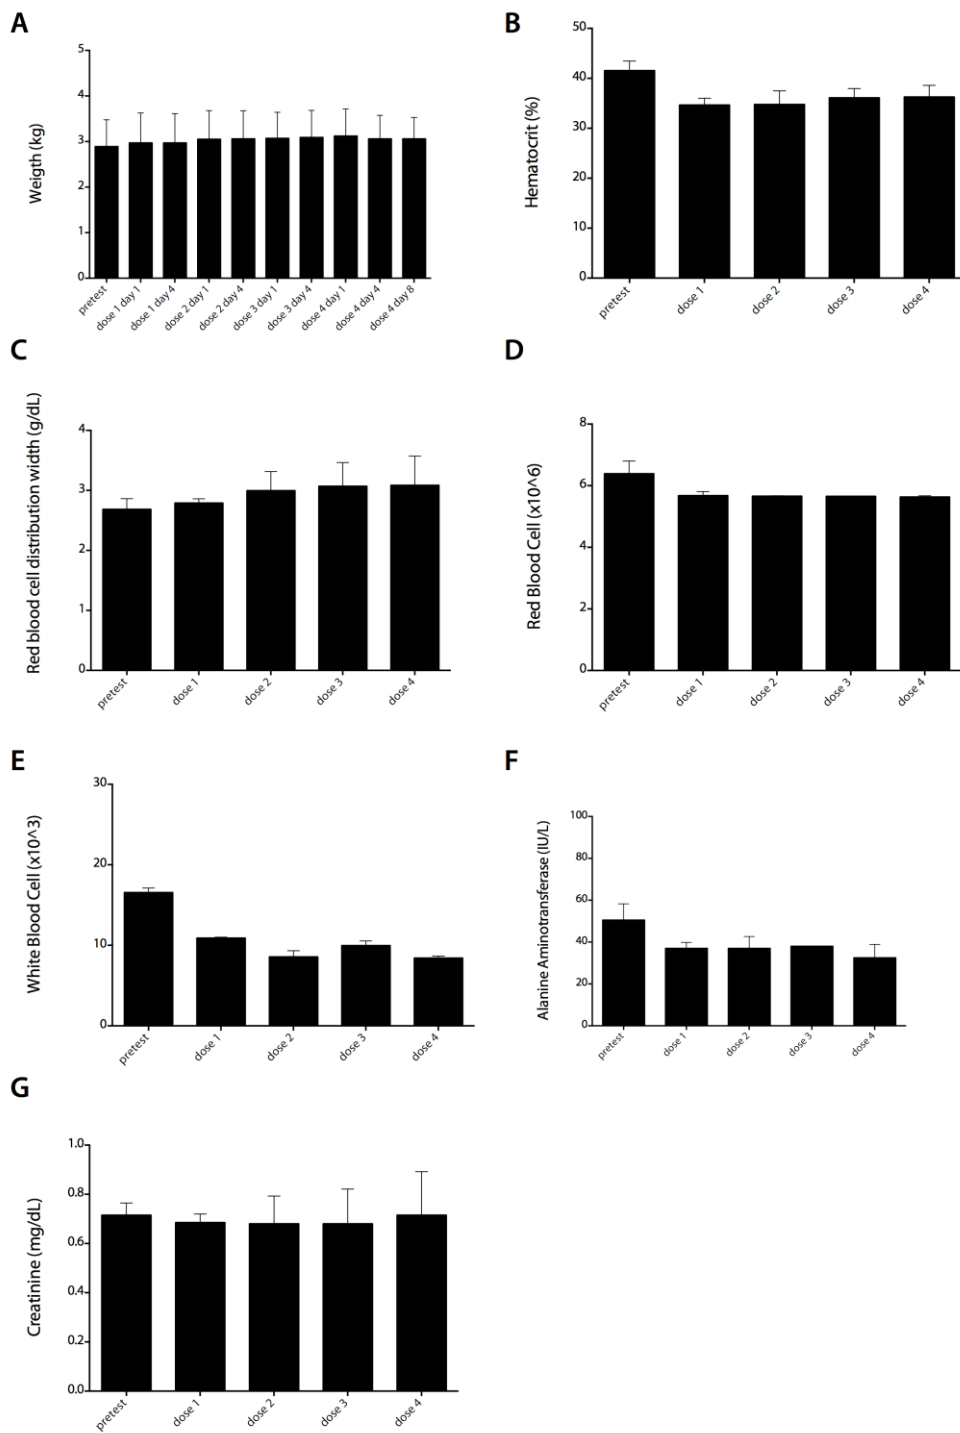 A
Weigth (kg)
5
4
3
2
1
0
pretest
dose 1 day 1
dose 1 day 4
dose 2 day 1
dose 2 day 4
dose 3 day 1
dose 3 day 4
dose 4 day 1
dose 4 day 4
dose 4 day 8
B
Hematocrit (%)
50
40
30
20
10
0
pretest
dose 1
dose 2
dose 3
dose 4
C
Red blood cell distribution width (g/dL)
4
3
2
1
0
pretest
dose 1
dose 2
dose 3
dose 4
D
Red Blood Cell (x10^6)
8
6
4
2
0
pretest
dose 1
dose 2
dose 3
dose 4
E
White Blood Cell (x10^3)
30
20
10
0
pretest
dose 1
dose 2
dose 3
dose 4
F
Alanine Aminotransferase (IU/L)
100
80
60
40
20
0
pretest
dose 1
dose 2
dose 3
dose 4
G
Creatinine (mg/dL)
1.0
0.8
0.6
0.4
0.2
0.0
pretest
dose 1
dose 2
dose 3
dose 4